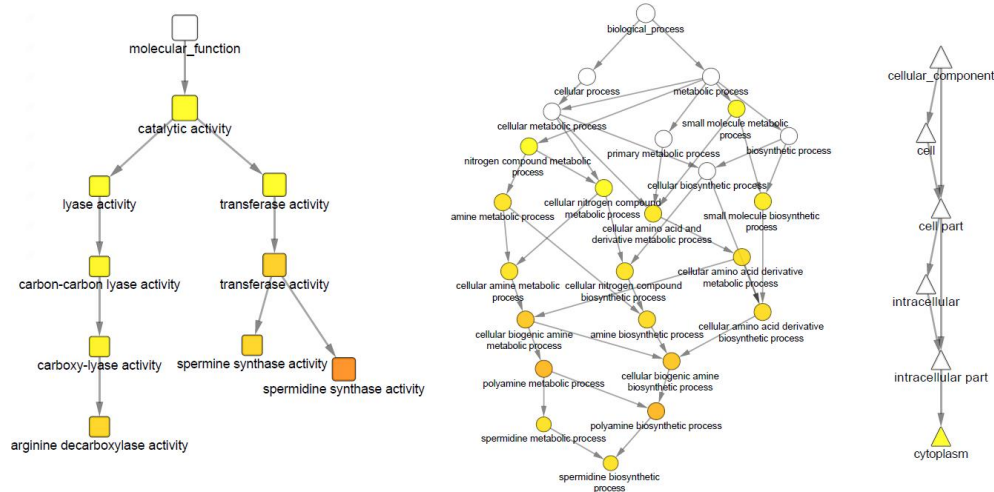 molecular_function
catalytic activity
lyase activity
transferase activity
carbon-carbon lyase activity
transferase activity
carboxy-lyase activity
spermine synthase activity
spermidine synthase activity
arginine decarboxylase activity
biological_process
cellular process
metabolic process
cellular metabolic process
small molecule metabolic
process
primary metabolic process
biosynthetic process
nitrogen compound metabolic
process
cellular biosynthetic process
amine metabolic process
cellular nitrogen compound
metabolic process
small molecule biosynthetic
process
cellular amino acid and
derivative metabolic process
cellular amine metabolic
process
cellular nitrogen compound
biosynthetic process
cellular amino acid derivative
metabolic process
cellular biogenic amine
metabolic process
amine biosynthetic process
cellular amino acid derivative
biosynthetic process
polyamine metabolic process
cellular biogenic amine
biosynthetic process
spermidine metabolic process
polyamine biosynthetic process
spermidine biosynthetic
process
cellular_component
cell
cell part
intracellular
intracellular part
cytoplasm